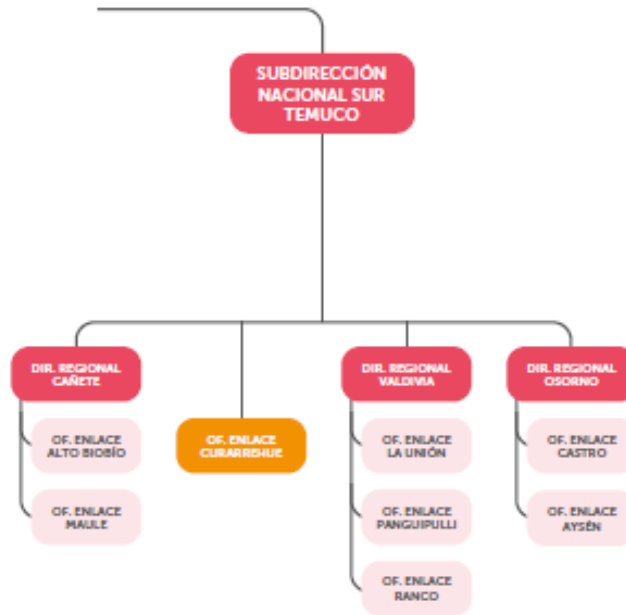 SUBDIRECCIÓN
NACIONAL SUR
TEMUCO
DIR. REGIONAL
CAÑETE
OF. ENLACE
ALTO BIOBÍO
OF. ENLACE
MAULE
OF. ENLACE
CURARREHUE
DIR. REGIONAL
VALDIVIA
OF. ENLACE
LA UNIÓN
OF. ENLACE
PANGUIPULLI
OF. ENLACE
RANCO
DIR. REGIONAL
OSORNO
OF. ENLACE
CASTRO
OF. ENLACE
AYSÉN